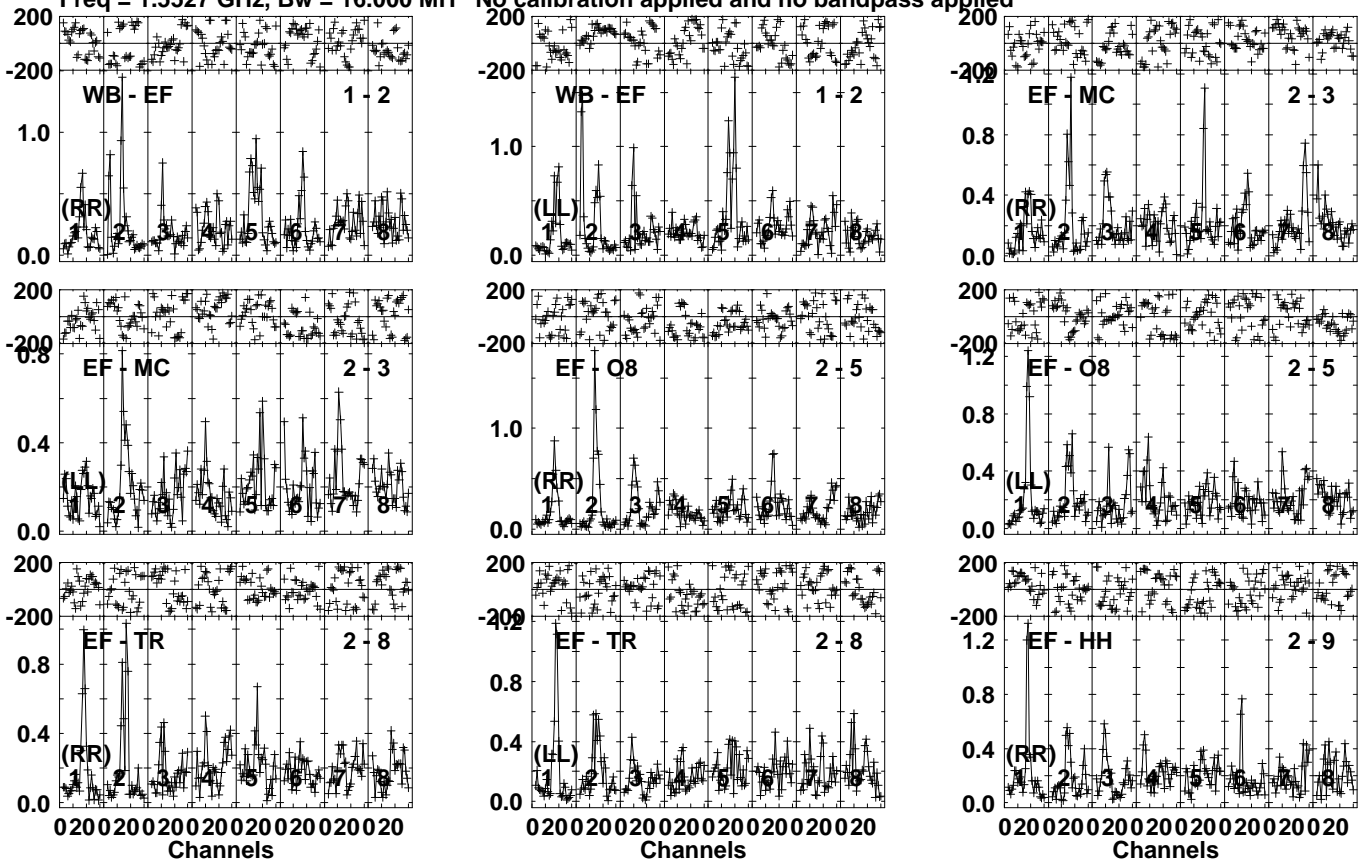 Freq = 1.5527 GHz, Bw = 16.000 MH No calibration applied and no bandpass applied
200 200 200
-200 -200 -200
WB - EF 1 - 2 WB - EF 1 - 2 1.2 EF - MC 2 - 3
1.0 1.0 0.8
(RR) (LL) 0.4 (RR)
1 2 3 4 5 6 7 8 1 2 3 4 5 6 7 8 1 2 3 4 5 6 7 8
0.0 0.0 0.0
200 200 200
-200 -200 -200
0.8 EF - MC 2 - 3 EF - O8 2 - 5 1.2 EF - O8 2 - 5
0.4 1.0 0.8
(LL) (RR) 0.4 (LL)
1 2 3 4 5 6 7 8 1 2 3 4 5 6 7 8 1 2 3 4 5 6 7 8
0.0 0.0 0.0
200 200 200
-200 -200 -200
EF - TR 2 - 8 1.2 EF - TR 2 - 8 1.2 EF - HH 2 - 9
0.8 0.8 0.8
0.4 (RR) 0.4 (LL) 0.4 (RR)
1 2 3 4 5 6 7 8 1 2 3 4 5 6 7 8 1 2 3 4 5 6 7 8
0.0 0.0 0.0
0 20 0 20 0 20 0 20 0 20 0 20 0 20 0 20 0 20 0 20 0 20 0 20 0 20 0 20 0 20 0 20 0 20 0 20 0 20 0 20 0 20 0 20 0 20 0 20
Channels Channels Channels